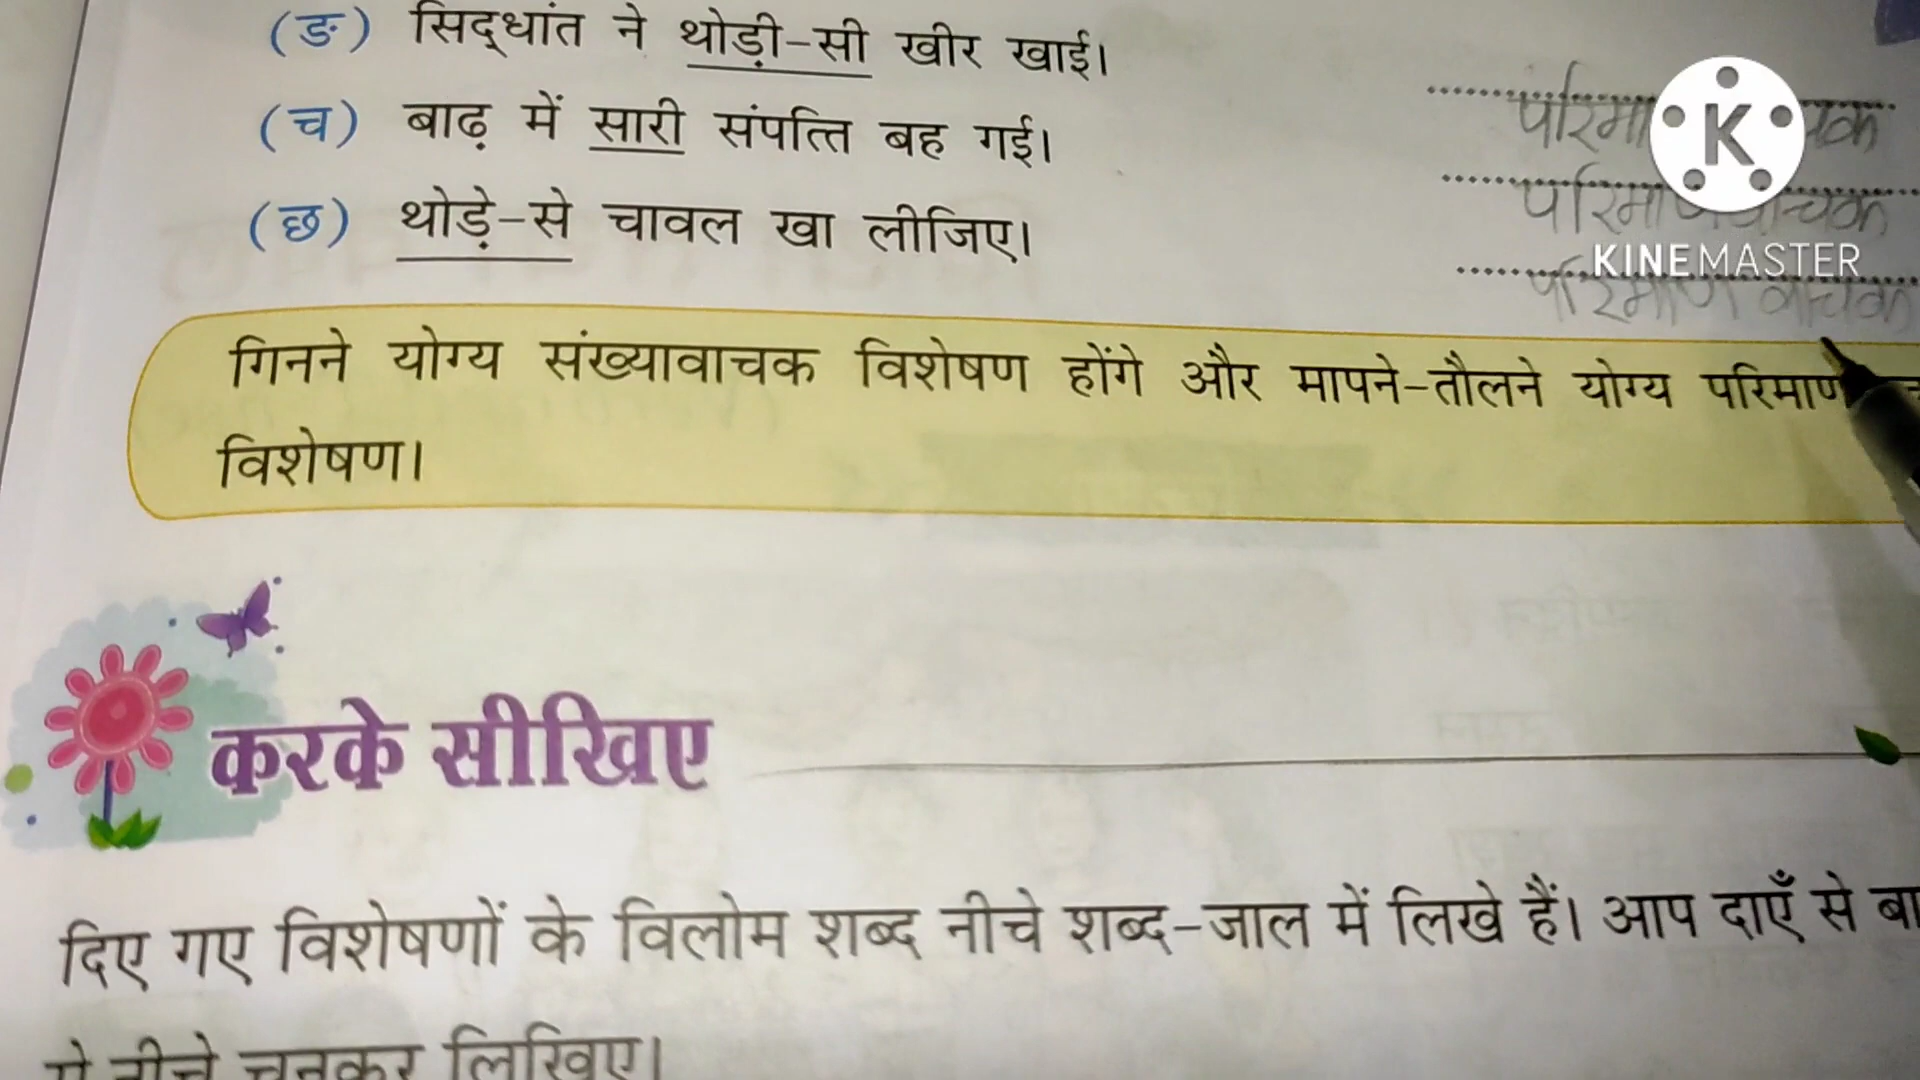 (ङ) सिद्धांत ने थोड़ी-सी खीर खाई।
(च) बाढ़ में सारी संपत्ति बह गई।
परिमा चक
(छ) थोड़े-से चावल खा लीजिए।
परिमाणवाचक
K
KINEMASTER
परिमाण वाचक
गिनने योग्य संख्यावाचक विशेषण होंगे और मापने-तौलने योग्य परिमाण
विशेषण।
करके सीखिए
दिए गए विशेषणों के विलोम शब्द नीचे शब्द-जाल में लिखे हैं। आप दाएँ से बा
नीचे चुनकर लिखिए।